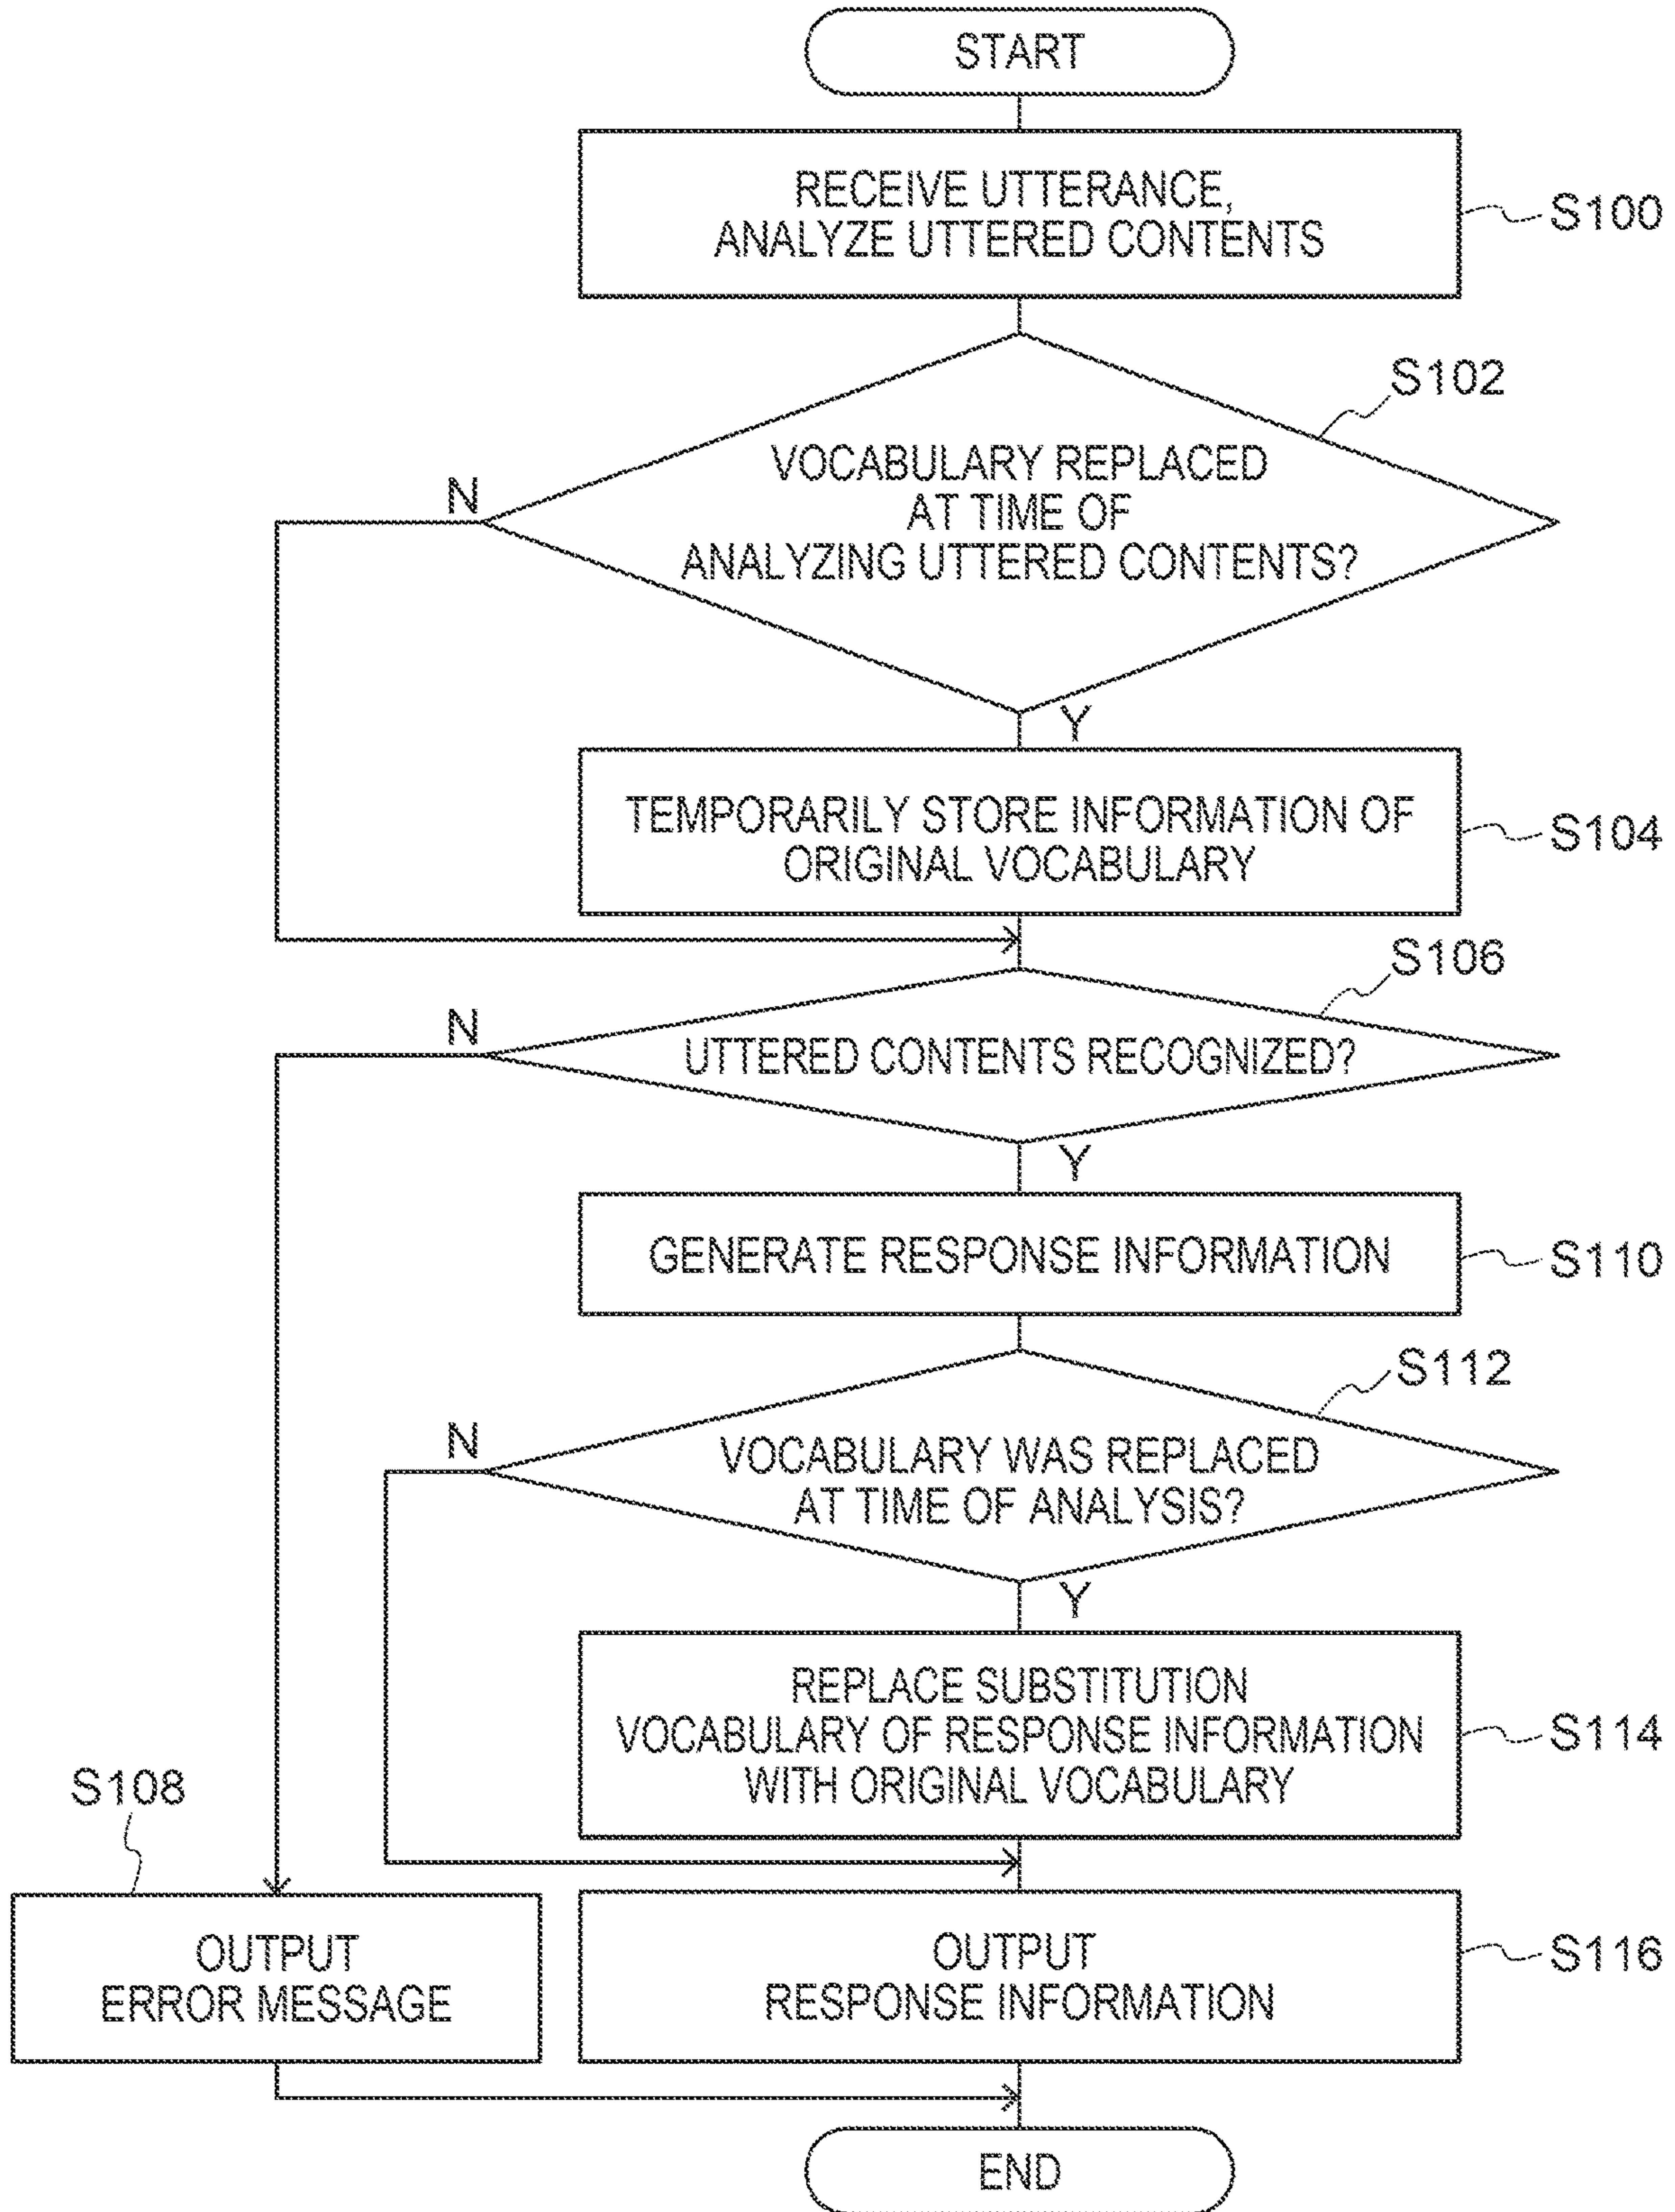 START
RECEIVE UTTERANCE,
ANALYZE UTTERED CONTENTS
S100
S102
VOCABULARY REPLACED
AT TIME OF
ANALYZING UTTERED CONTENTS?
N
Y
TEMPORARILY STORE INFORMATION OF
ORIGINAL VOCABULARY
S104
S106
UTTERED CONTENTS RECOGNIZED?
N
Y
GENERATE RESPONSE INFORMATION
S110
S112
VOCABULARY WAS REPLACED
AT TIME OF ANALYSIS?
N
Y
REPLACE SUBSTITUTION
VOCABULARY OF RESPONSE INFORMATION
WITH ORIGINAL VOCABULARY
S114
S108
OUTPUT
ERROR MESSAGE
OUTPUT
RESPONSE INFORMATION
S116
END